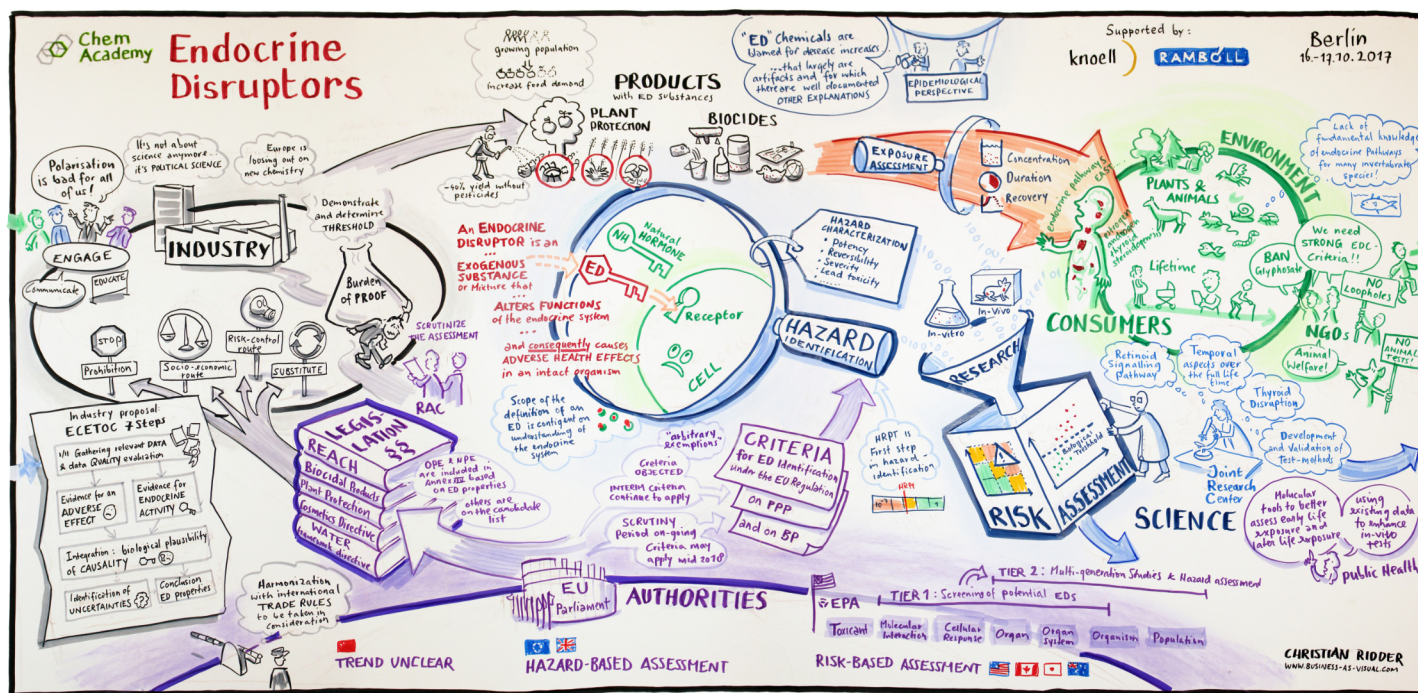 Chem
Academy
Endocrine
Disruptors
growing population
increase food demand
PRODUCTS
with ED substances
PLANT
PROTECTION
BIOCIDES
~40% yield without
pesticides
"ED" Chemicals are
blamed for desease increases...
...that largely are
artifacts and for which
there are well documented
OTHER EXPLANATIONS
EPIDEMIOLOGICAL
PERSPECTIVE
Supported by:
knoell
RAMBOLL
Berlin
16.-17.10.2017
Polarisation
is bad for all
of us!
It's not about
science anymore...
it's POLITICAL SCIENCE
Europe is
loosing out on
new chemistry
ENGAGE
Communicate
EDUCATE
INDUSTRY
Demonstrate
and determine
THRESHOLD
Burden
of PROOF
STOP
Prohibition
Socio-economic
route
Risk-control
route
SUBSTITUTE
SCRUTINIZE
THE ASSESSMENT
RAC
An ENDOCRINE
DISRUPTOR is an
...
EXOGENOUS
SUBSTANCE
or Mixture that
...
ALTERS FUNCTIONS
of the endocrine system
...
and consequently causes
ADVERSE HEALTH EFFECTS
in an intact organism
Scope of the
definition of an
ED is contigent on
understanding of
the endocrine
system
NH
Natural
HORMONE
ED
Receptor
CELL
HAZARD
CHARACTERIZATION
• Potency
• Reversibility
• Severity
• Lead toxicity
......
HAZARD
IDENTIFICATION
EXPOSURE
ASSESSMENT
Concentration
Duration
Recovery
endocrine pathways
EAST...
estrogen
androgen
thyroid
steroidogenesis
ENVIRONMENT
PLANTS &
ANIMALS
Lifetime
CONSUMERS
Lack of
fundamental knowledge
of endocrine Pathways
for many invertabrate
species!
We need
STRONG EDC-
Criteria!!
BAN
Glyphosate
NO
Loopholes
NGOs
NO
ANIMAL
TESTS!
Animal
Welfare!
In-vitro
In-Vivo
RESEARCH
RISK
ASSESSMENT
Biological
Threshold
HRPT is
First step
in hazard-
identification
HRPT
Retinoid
Signalling
pathway
Temporal
aspects over
the full life
time
Thyroid
Disruption
Development
and Validation of
Test-methods
Joint
Research
Center
SCIENCE
Molecular
tools to better
assess early life
exposure and
later life exposure
using
existing data
to enhance
in-vivo
tests
public Health
Industry proposal:
ECETOC 7Steps
Gathering relevant DATA
& data QUALITY evaluation
Evidence for an
ADVERSE
EFFECT
Evidence for
ENDOCRINE
ACTIVITY
Integration: biological plausibility
of CAUSALITY
Identification of
UNCERTAINTIES
Conclusion
ED properties
LEGIS-
LATION §§
REACH
Biocidal Products
Plant Protection
Cosmetics Directive
WATER
framework directive
OPE & NPE
are included in
Annex XIV based
on ED properties
others are
on the candidate
list
"arbitrary
exemptions"
Creteria
OBJECTED
INTERIM Criteria
continue to apply
SCRUTINY
Period on-going
Criteria may
apply mid 2018
CRITERIA
for ED Identification
under the ED Regulation
on PPP
and on BP
Harmonization
with international
TRADE RULES
to be taken in
consideration
EU
Parliament
AUTHORITIES
EPA
TIER 2: Multi-generation Studies & Hazard assessment
TIER 1: Screening of potential EDS
Toxicant
Molecular
Interaction
Cellular
Response
Organ
Organ
system
Organism
Population
TREND UNCLEAR
HAZARD-BASED ASSESSMENT
RISK-BASED ASSESSMENT
CHRISTIAN RIDDER
WWW.BUSINESS-AS-VISUAL.COM